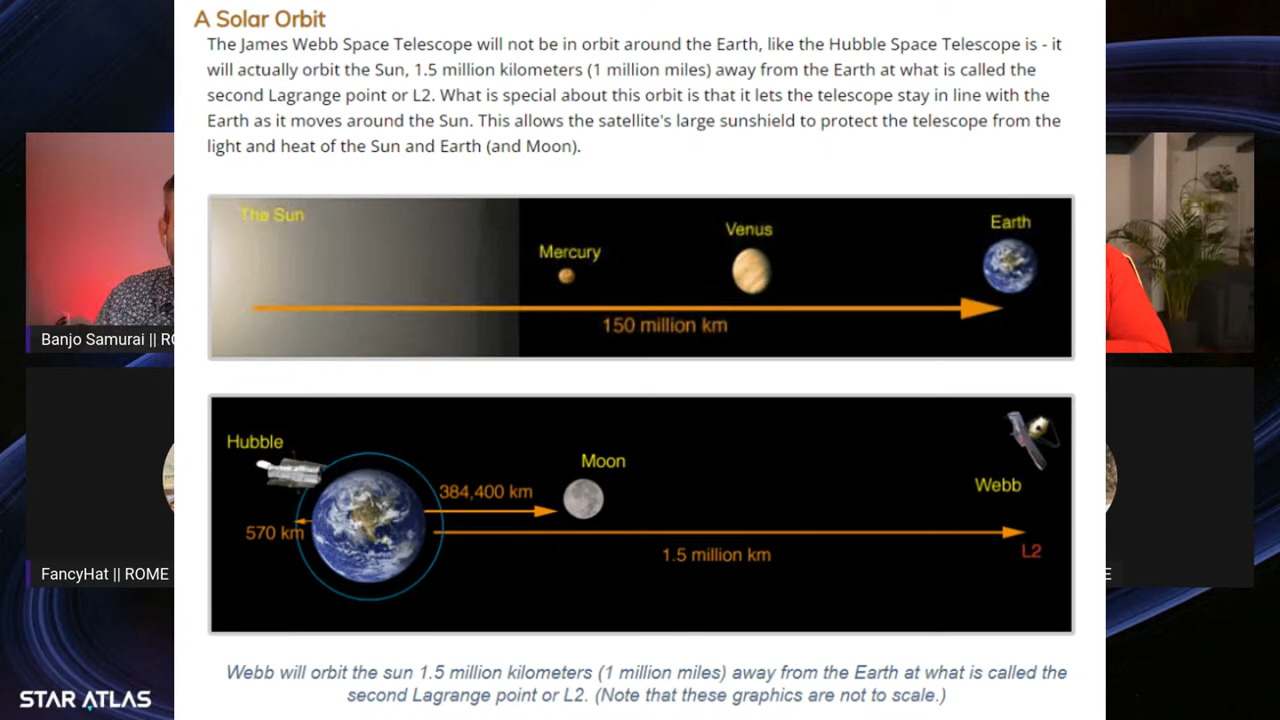 A Solar Orbit
The James Webb Space Telescope will not be in orbit around the Earth, like the Hubble Space Telescope is - it
will actually orbit the Sun, 1.5 million kilometers (1 million miles) away from the Earth at what is called the
second Lagrange point or L2. What is special about this orbit is that it lets the telescope stay in line with the
Earth as it moves around the Sun. This allows the satellite's large sunshield to protect the telescope from the
light and heat of the Sun and Earth (and Moon).
The Sun
Mercury
Venus
Earth
150 million km
Banjo Samurai || RO
Hubble
Moon
Webb
384,400 km
570 km
1.5 million km
L2
FancyHat || ROME
E
Webb will orbit the sun 1.5 million kilometers (1 million miles) away from the Earth at what is called the
second Lagrange point or L2. (Note that these graphics are not to scale.)
STAR ATLAS